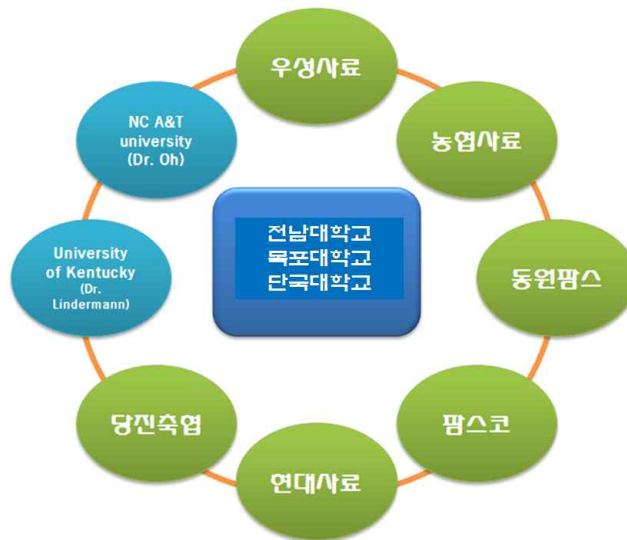 우성사료
NC A&T
university
(Dr. Oh)
농협사료
전남대학교
목포대학교
단국대학교
University
of Kentucky
(Dr.
Lindermann)
동원팜스
당진축협
팜스코
현대사료